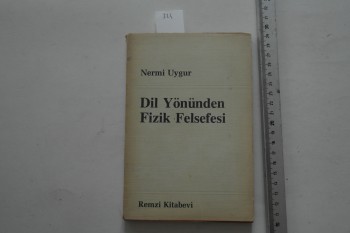 Nermi Uygur
Dil Yönünden
Fizik Felsefesi
Remzi Kitabevi